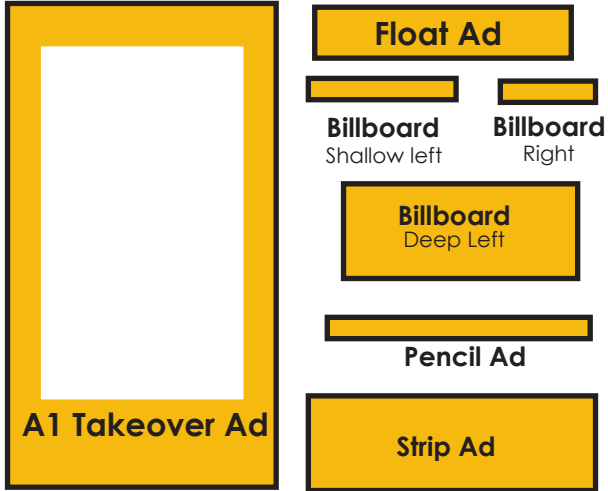 Float Ad
Billboard
Shallow left
Billboard
Right
Billboard
Deep Left
Pencil Ad
A1 Takeover Ad
Strip Ad